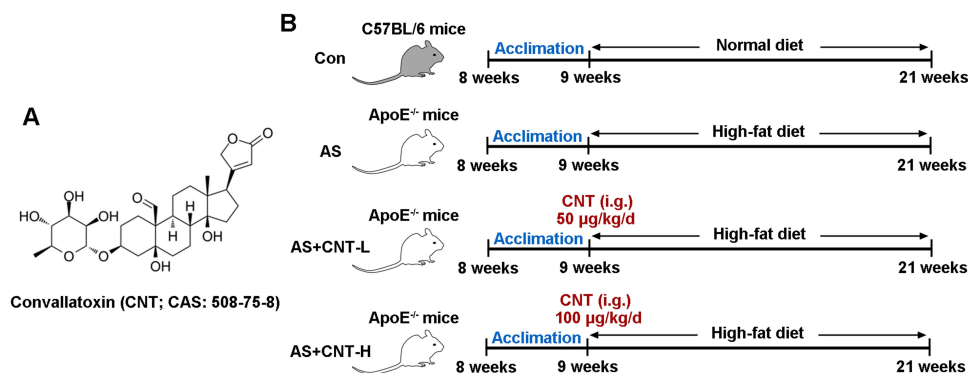 A
O
O
O
OH
HO
OH
O
H
H
OH
O
O
OH
Convallatoxin (CNT; CAS: 508-75-8)
B
C57BL/6 mice
Con
Acclimation
Normal diet
8 weeks
9 weeks
21 weeks
ApoE-/- mice
AS
Acclimation
High-fat diet
8 weeks
9 weeks
21 weeks
ApoE-/- mice
CNT (i.g.)
50 μg/kg/d
AS+CNT-L
Acclimation
High-fat diet
8 weeks
9 weeks
21 weeks
ApoE-/- mice
CNT (i.g.)
100 μg/kg/d
AS+CNT-H
Acclimation
High-fat diet
8 weeks
9 weeks
21 weeks